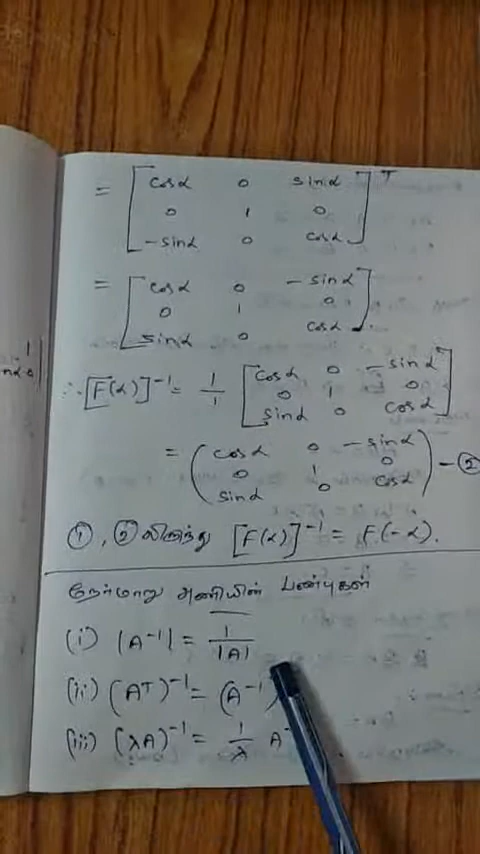 = [cosα 0 sinα]ᵀ
0 1 0
-sinα 0 cosα
= [cosα 0 -sinα]
0 1 0
sinα 0 cosα
∴ [F(α)]⁻¹ = 1/1 [cosα 0 -sinα]
0 1 0
sinα 0 cosα
= (cosα 0 -sinα) - ②
0 1 0
sinα 0 cosα
①, ② லிருந்து [F(α)]⁻¹ = F(-α).
நேர்மாறு அணியின் பண்புகள்
(i) |A⁻¹| = 1/|A|
(ii) (Aᵀ)⁻¹ = (A⁻¹
(iii) (λA)⁻¹ = 1/λ A